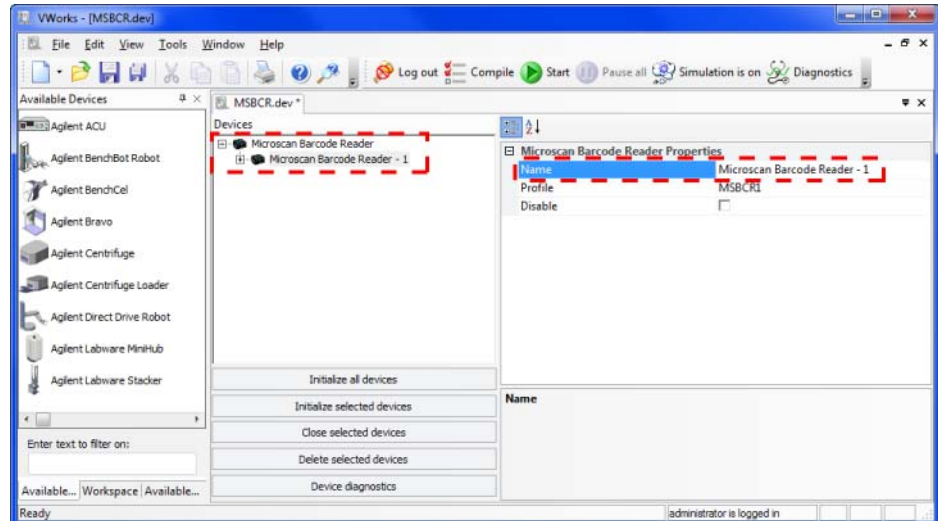 VWorks - [MSBCR.dev]
File Edit View Tools Window Help
Log out Compile Start Pause all Simulation is on Diagnostics
Available Devices
Agilent ACU
Agilent BenchBot Robot
Agilent BenchCel
Agilent Bravo
Agilent Centrifuge
Agilent Centrifuge Loader
Agilent Direct Drive Robot
Agilent Labware MiniHub
Agilent Labware Stacker
Enter text to filter on:
Available... Workspace Available...
MSBCR.dev *
Devices
Microscan Barcode Reader
Microscan Barcode Reader - 1
Initialize all devices
Initialize selected devices
Close selected devices
Delete selected devices
Device diagnostics
Microscan Barcode Reader Properties
Name Microscan Barcode Reader - 1
Profile MSBCR1
Disable
Name
Ready administrator is logged in